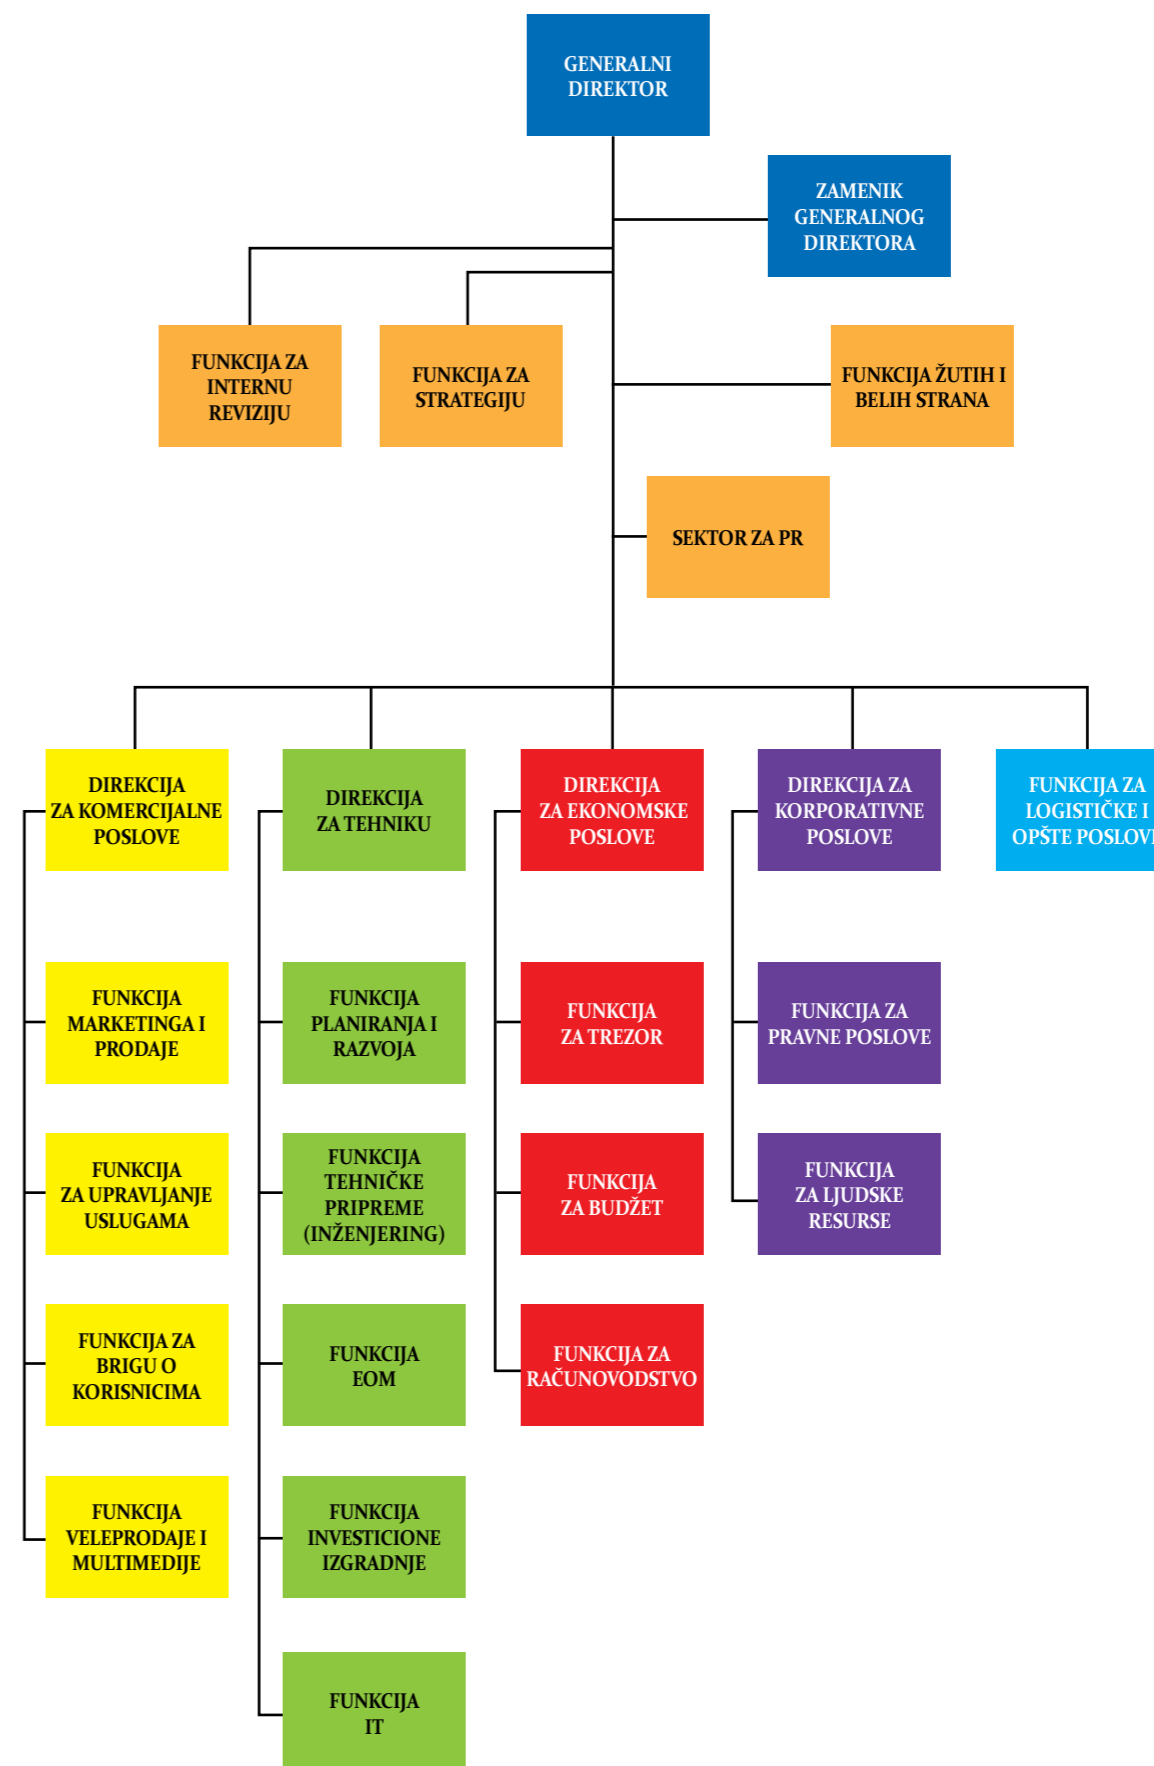 GENERALNI
DIREKTOR
ZAMENIK
GENERALNOG
DIREKTORA
FUNKCIJA ZA
INTERNU
REVIZIJU
FUNKCIJA ZA
STRATEGIJU
FUNKCIJA ŽUTIH I
BELIH STRANA
SEKTOR ZA PR
DIREKCIJA
ZA KOMERCIJALNE
POSLOVE
DIREKCIJA
ZA TEHNIKU
DIREKCIJA
ZA EKONOMSKE
POSLOVE
DIREKCIJA ZA
KORPORATIVNE
POSLOVE
FUNKCIJA ZA
LOGISTIČKE I
OPŠTE POSLOVE
FUNKCIJA
MARKETINGA I
PRODAJE
FUNKCIJA
PLANIRANJA I
RAZVOJA
FUNKCIJA
ZA TREZOR
FUNKCIJA ZA
PRAVNE POSLOVE
FUNKCIJA
ZA UPRAVLJANJE
USLUGAMA
FUNKCIJA
TEHNIČKE
PRIPREME
(INŽENJERING)
FUNKCIJA
ZA BUDŽET
FUNKCIJA
ZA LJUDSKE
RESURSE
FUNKCIJA ZA
BRIGU O
KORISNICIMA
FUNKCIJA
EOM
FUNKCIJA ZA
RAČUNOVODSTVO
FUNKCIJA
VELEPRODAJE I
MULTIMEDIJE
FUNKCIJA
INVESTICIONE
IZGRADNJE
FUNKCIJA
IT